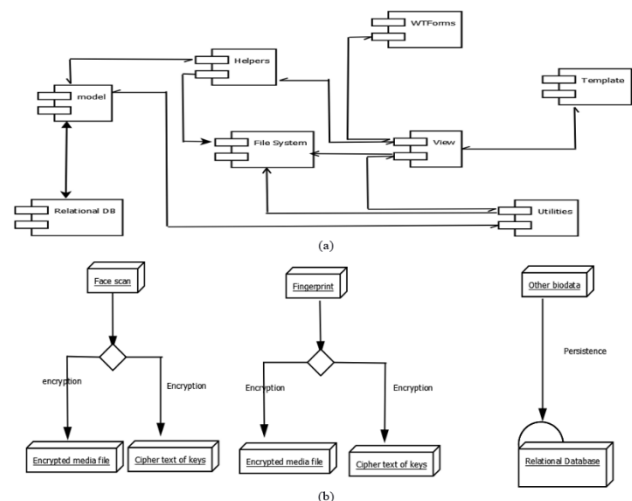 WTForms
Helpers
Template
model
File System
View
Relational DB
Utilities
(a)
Face scan
Fingerprint
Other biodata
Persistence
encryption
Encryption
Encryption
Encryption
Encrypted media file
Cipher text of keys
Encrypted media file
Cipher text of keys
Relational Database
(b)